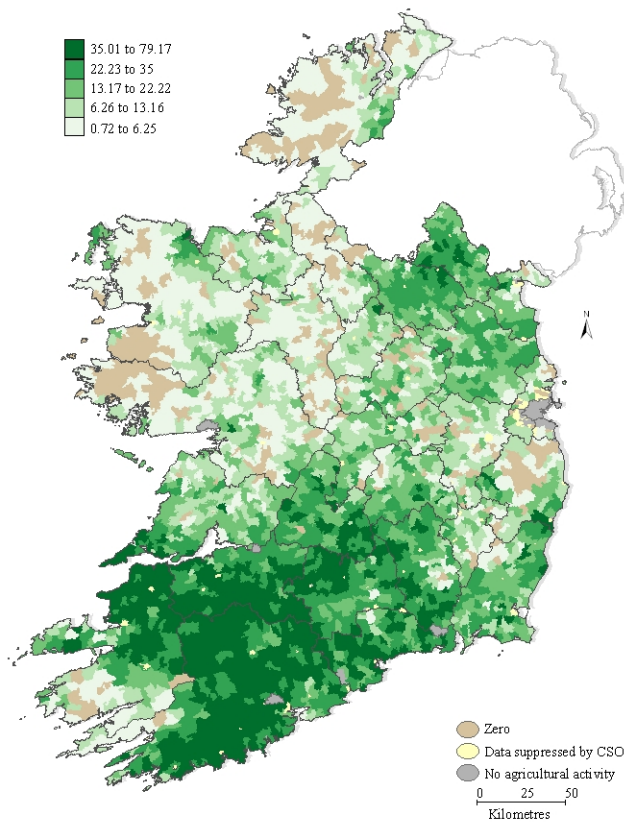 35.01 to 79.17
22.23 to 35
13.17 to 22.22
6.26 to 13.16
0.72 to 6.25
N
Zero
Data suppressed by CSO
No agricultural activity
0 25 50
Kilometres